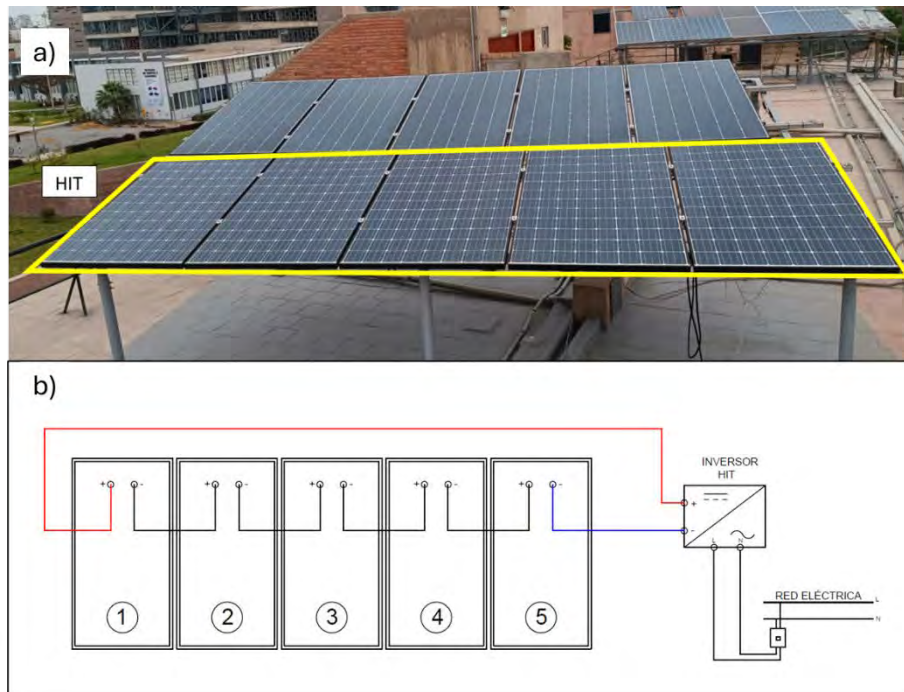 a)
HIT
b)
+ -
+ -
+ -
+ -
+ -
1
2
3
4
5
INVERSOR
HIT
+
-
L N
RED ELÉCTRICA
L
N